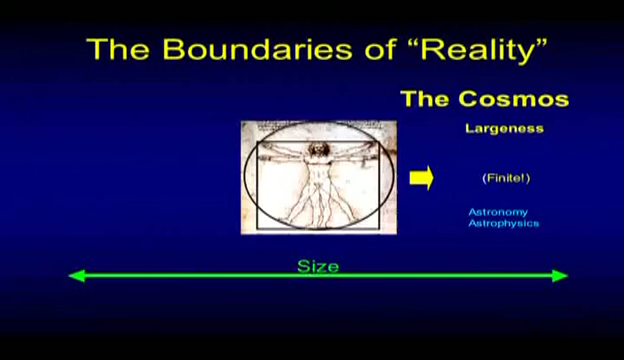 The Boundaries of “Reality”
The Cosmos
Largeness
(Finite!)
Astronomy
Astrophysics
Size